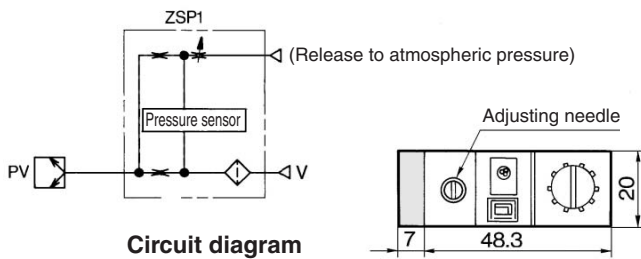 ZSP1
(Release to atmospheric pressure)
Pressure sensor
PV
V
Circuit diagram
Adjusting needle
20
7
48.3